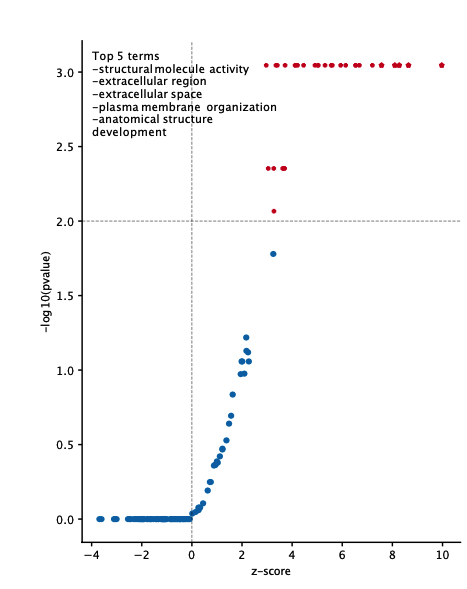 Top 5 terms
-structural molecule activity
-extracellular region
-extracellular space
-plasma membrane organization
-anatomical structure
development
3.0
2.5
2.0
1.5
1.0
0.5
0.0
-log10(pvalue)
−4 −2 0 2 4 6 8 10
z-score